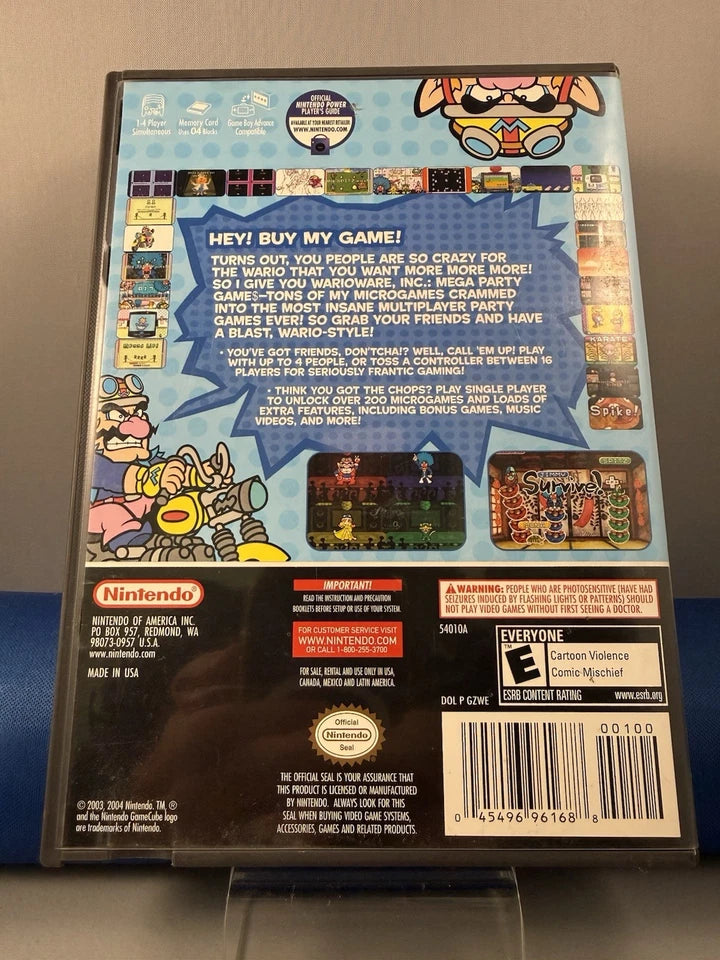 1-4 Player
Simultaneous
Memory Card
Uses 04 Blocks
Game Boy Advance
Compatible
OFFICIAL
NINTENDO POWER
PLAYER'S GUIDE
AVAILABLE AT YOUR NEAREST RETAILER
WWW.NINTENDO.COM
HEY! BUY MY GAME!
TURNS OUT, YOU PEOPLE ARE SO CRAZY FOR
THE WARIO THAT YOU WANT MORE MORE MORE!
SO I GIVE YOU WARIOWARE, INC.: MEGA PARTY
GAME$—TONS OF MY MICROGAMES CRAMMED
INTO THE MOST INSANE MULTIPLAYER PARTY
GAMES EVER! SO GRAB YOUR FRIENDS AND HAVE
A BLAST, WARIO-STYLE!
• YOU'VE GOT FRIENDS, DON'TCHA!? WELL, CALL 'EM UP! PLAY
WITH UP TO 4 PEOPLE, OR TOSS A CONTROLLER BETWEEN 16
PLAYERS FOR SERIOUSLY FRANTIC GAMING!
• THINK YOU GOT THE CHOPS? PLAY SINGLE PLAYER
TO UNLOCK OVER 200 MICROGAMES AND LOADS OF
EXTRA FEATURES, INCLUDING BONUS GAMES, MUSIC
VIDEOS, AND MORE!
KARATE
Spike!
SPITZ
JIMMY
Survive!
Nintendo®
NINTENDO OF AMERICA INC.
PO BOX 957, REDMOND, WA
98073-0957, U.S.A.
www.nintendo.com
MADE IN USA
© 2003, 2004 Nintendo. TM, ®
and the Nintendo GameCube logo
are trademarks of Nintendo.
IMPORTANT!
READ THE INSTRUCTION AND PRECAUTION
BOOKLETS BEFORE SETUP OR USE OF YOUR SYSTEM.
FOR CUSTOMER SERVICE VISIT
WWW.NINTENDO.COM
OR CALL 1-800-255-3700
FOR SALE, RENTAL AND USE ONLY IN USA,
CANADA, MEXICO AND LATIN AMERICA.
Official
Nintendo
Seal
THE OFFICIAL SEAL IS YOUR ASSURANCE THAT
THIS PRODUCT IS LICENSED OR MANUFACTURED
BY NINTENDO. ALWAYS LOOK FOR THIS
SEAL WHEN BUYING VIDEO GAME SYSTEMS,
ACCESSORIES, GAMES AND RELATED PRODUCTS.
WARNING: PEOPLE WHO ARE PHOTOSENSITIVE (HAVE HAD
SEIZURES INDUCED BY FLASHING LIGHTS OR PATTERNS) SHOULD
NOT PLAY VIDEO GAMES WITHOUT FIRST SEEING A DOCTOR.
54010A
DOL P GZWE
EVERYONE
TM
E
Cartoon Violence
Comic Mischief
ESRB CONTENT RATING www.esrb.org
00100
0 45496 96168 8